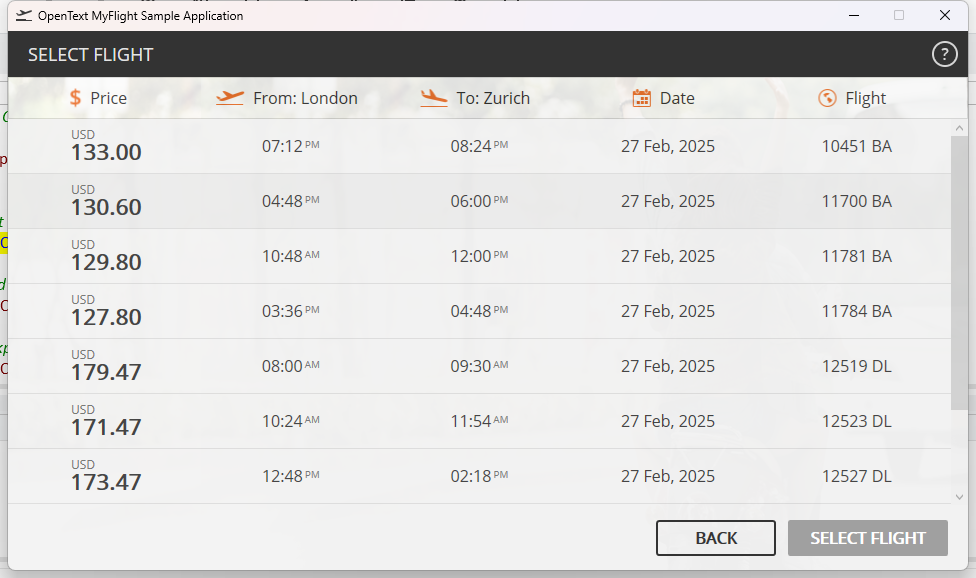 OpenText MyFlight Sample Application
SELECT FLIGHT
?
$ Price From: London To: Zurich Date Flight
USD
133.00 07:12 PM 08:24 PM 27 Feb, 2025 10451 BA
USD
130.60 04:48 PM 06:00 PM 27 Feb, 2025 11700 BA
USD
129.80 10:48 AM 12:00 PM 27 Feb, 2025 11781 BA
USD
127.80 03:36 PM 04:48 PM 27 Feb, 2025 11784 BA
USD
179.47 08:00 AM 09:30 AM 27 Feb, 2025 12519 DL
USD
171.47 10:24 AM 11:54 AM 27 Feb, 2025 12523 DL
USD
173.47 12:48 PM 02:18 PM 27 Feb, 2025 12527 DL
BACK SELECT FLIGHT